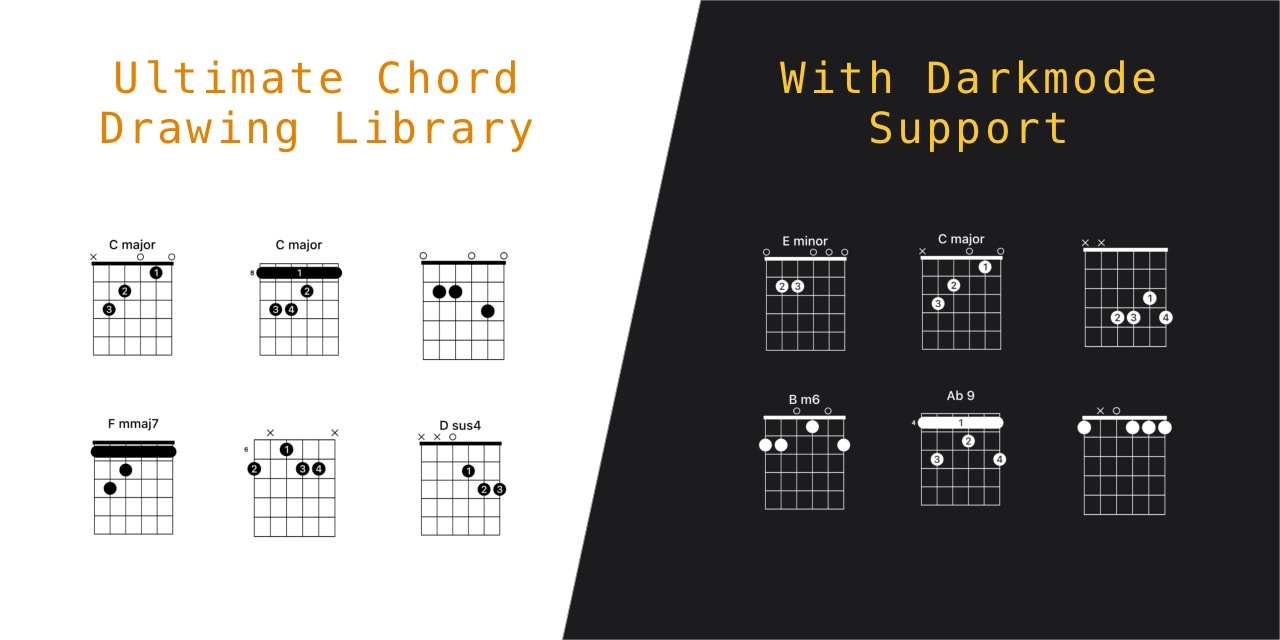 Ultimate Chord
Drawing Library
C major
1
2
3
C major
8 1
2
3 4
F mmaj7
6 1
2 3 4
D sus4
1
2 3
With Darkmode
Support
E minor
2 3
C major
1
2
3
1
2 3 4
B m6
Ab 9
4 1
2
3 4